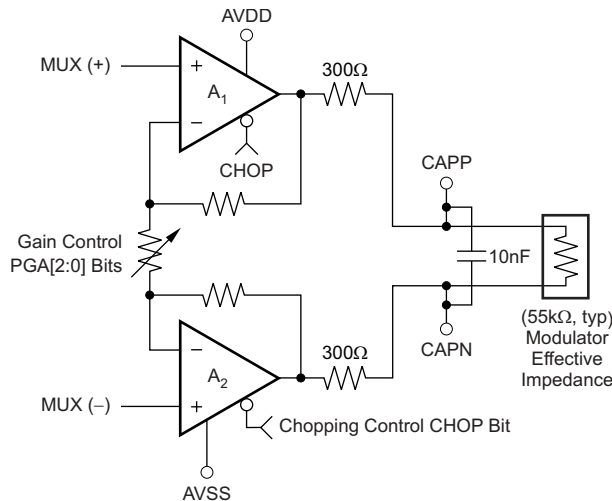 AVDD
MUX (+)
+
A1
−
300Ω
CHOP
CAPP
Gain Control
PGA[2:0] Bits
10nF
(55kΩ, typ)
Modulator
Effective
Impedance
CAPN
300Ω
−
A2
MUX (−)
+
Chopping Control CHOP Bit
AVSS